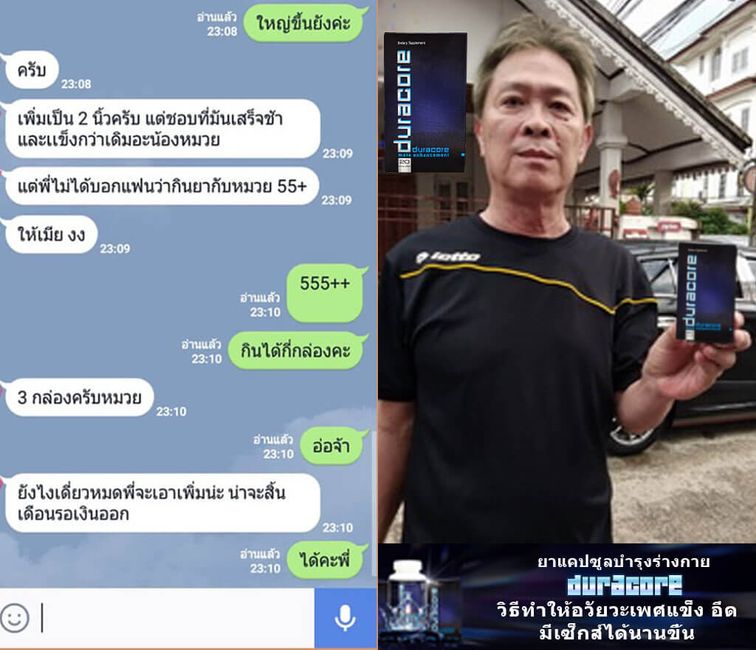 อ่านแล้ว
23:08
ใหญ่ขึ้นยังค่ะ
ครับ
23:08
เพิ่มเป็น 2 นิ้วครับ แต่ชอบที่มันเสร็จช้า
และแข็งกว่าเดิมอะน้องหมวย
23:09
แต่พี่ไม่ได้บอกแฟนว่ากินยากับหมวย 55+
23:09
ให้เมีย งง
23:09
555++
อ่านแล้ว
23:10
กินได้กี่กล่องคะ
อ่านแล้ว
23:10
3 กล่องครับหมวย
23:10
อ่อจ้า
อ่านแล้ว
23:10
ยังไงเดี่ยวหมดพี่จะเอาเพิ่มน่ะ น่าจะสิ้น
เดือนรอเงินออก
23:10
ได้คะพี่
อ่านแล้ว
23:10
Dietary Supplement
duracore
duracore
male enhancement
20
lotto
duracore
duracore
ยาแคปซูลบำรุงร่างกาย
duracore
วิธีทำให้อวัยวะเพศแข็ง อึด
มีเซ็กส์ได้นานขึ้น